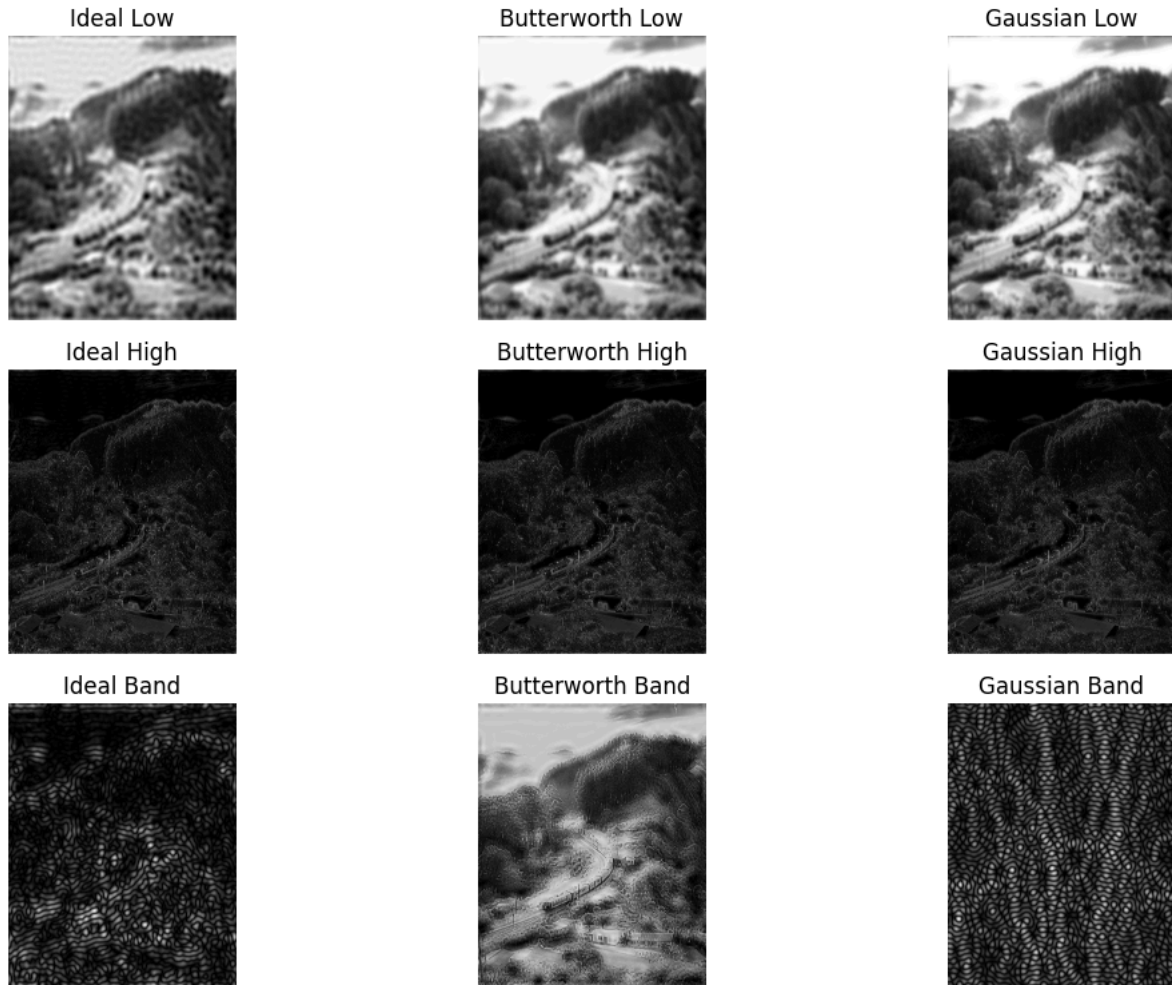 Ideal Low
Butterworth Low
Gaussian Low
Ideal High
Butterworth High
Gaussian High
Ideal Band
Butterworth Band
Gaussian Band